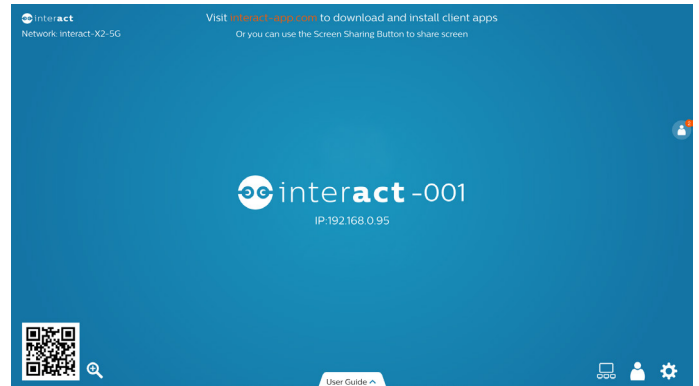 interact
Network: interact-X2-5G
Visit interact-app.com to download and install client apps
Or you can use the Screen Sharing Button to share screen
2
interact-001
IP:192.168.0.95
User Guide